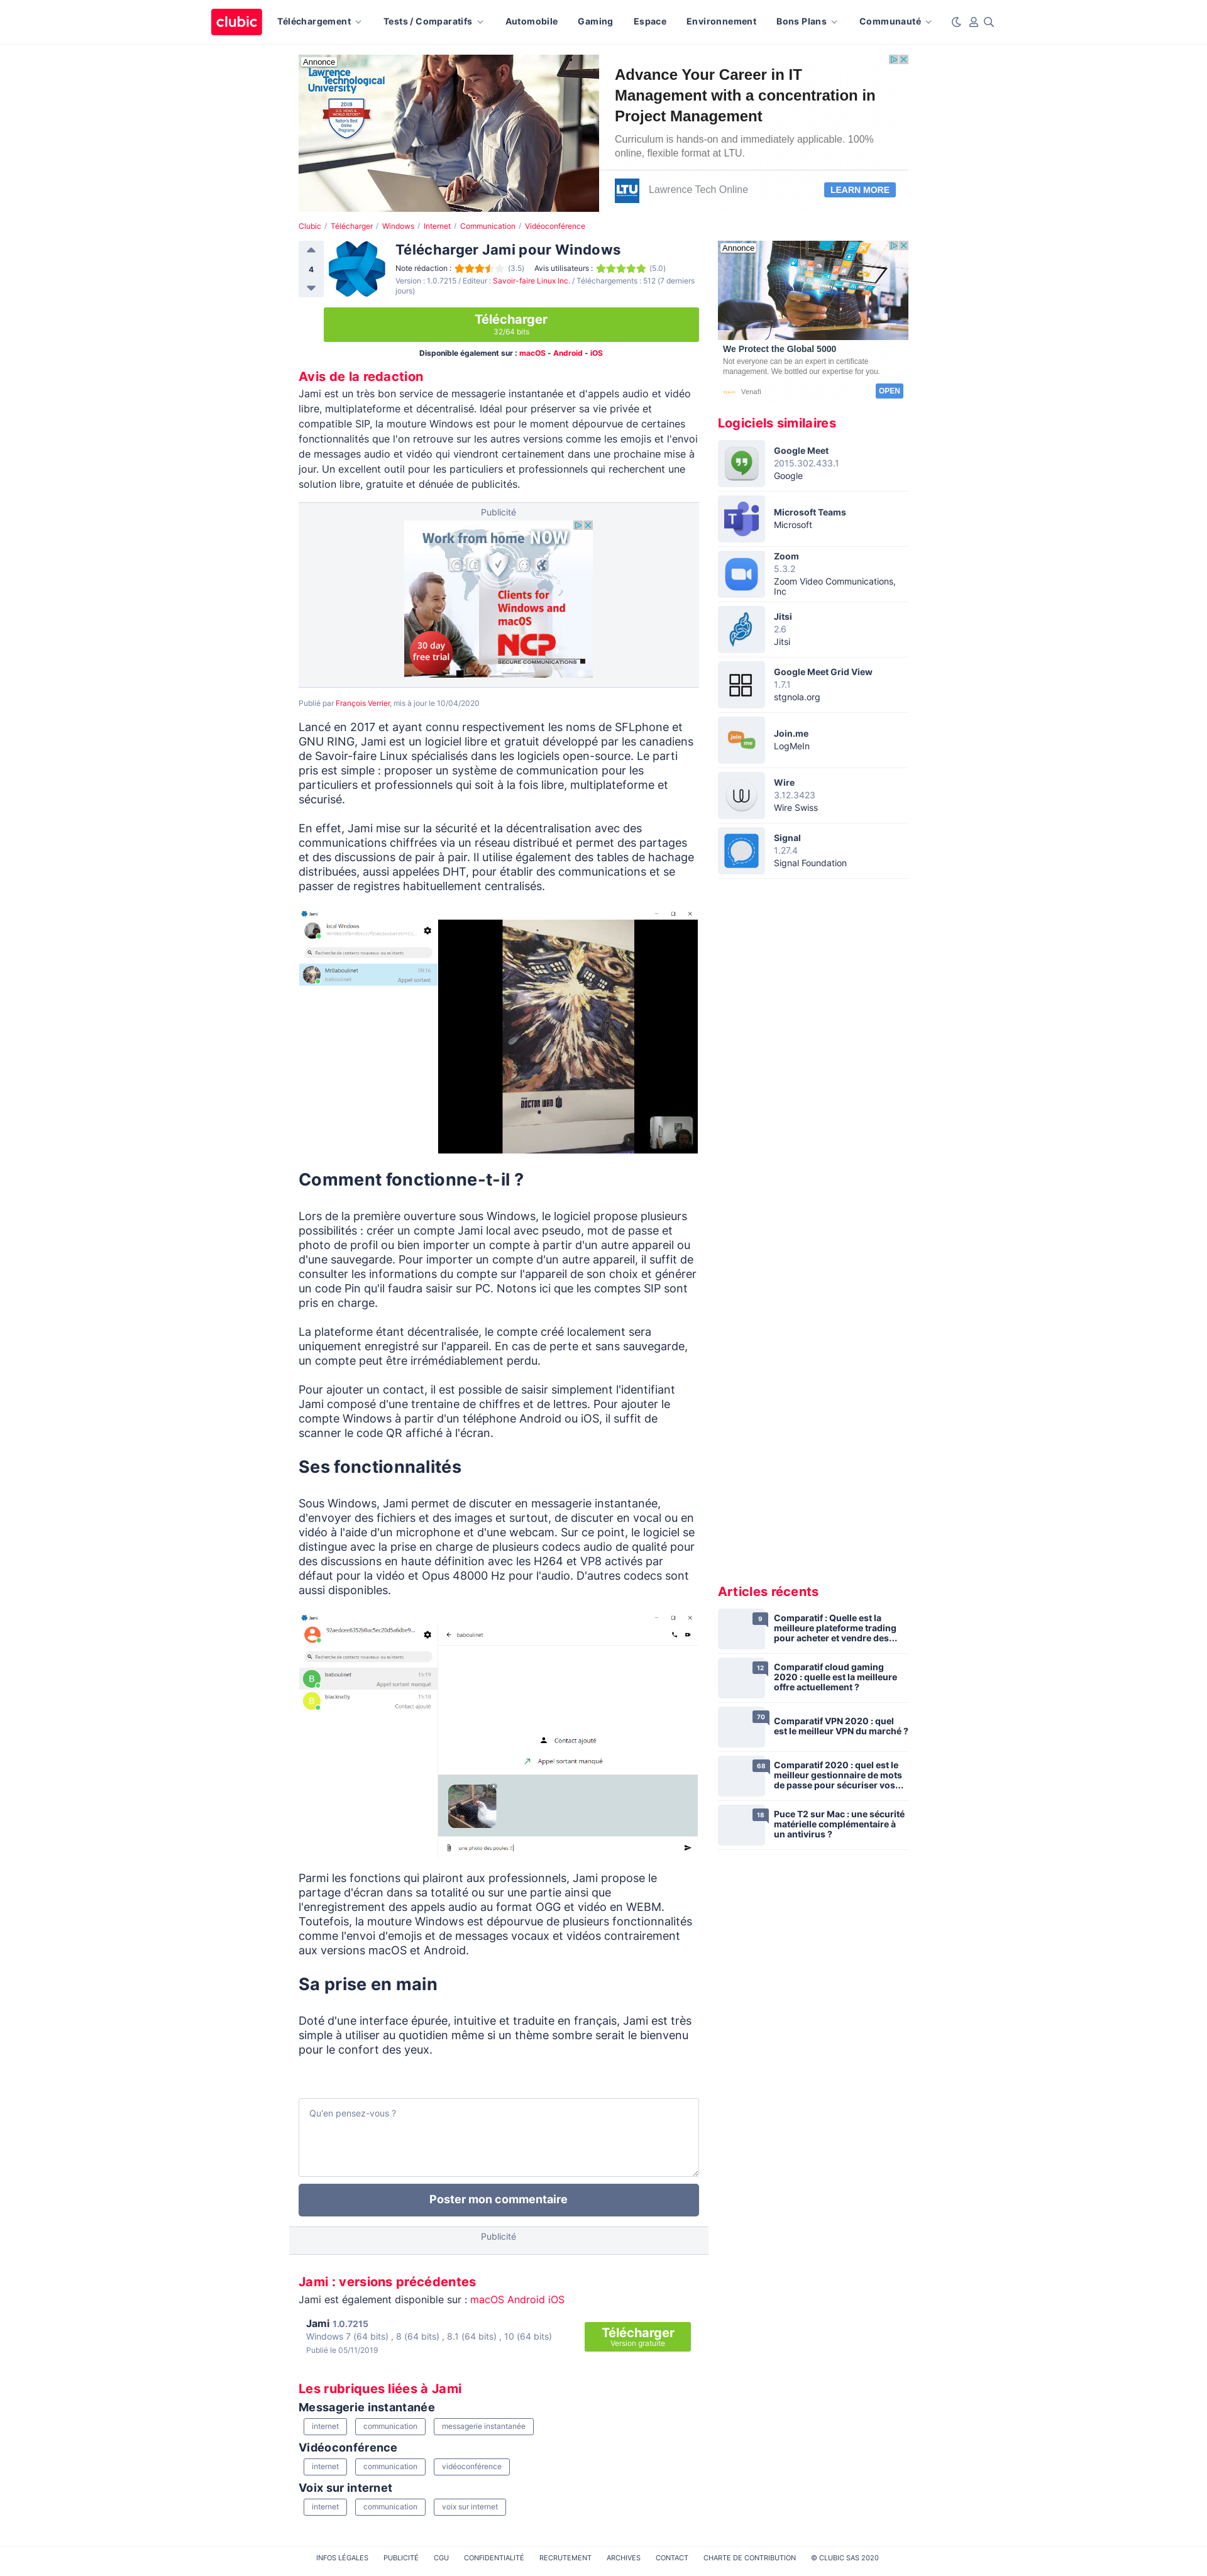 clubic
Téléchargement
Tests / Comparatifs
Automobile
Gaming
Espace
Environnement
Bons Plans
Communauté
Annonce
Lawrence
Technological
University
2018
Advance Your Career in IT
Management with a concentration in
Project Management
Curriculum is hands-on and immediately applicable. 100%
online, flexible format at LTU.
LTU
Lawrence Tech Online
LEARN MORE
Clubic / Télécharger / Windows / Internet / Communication / Vidéoconférence
4
Télécharger Jami pour Windows
Note rédaction : (3.5) Avis utilisateurs : (5.0)
Version : 1.0.7215 / Editeur : Savoir-faire Linux Inc. / Téléchargements : 512 (7 derniers
jours)
Télécharger
32/64 bits
Disponible également sur : macOS - Android - iOS
Avis de la redaction
Jami est un très bon service de messagerie instantanée et d'appels audio et vidéo
libre, multiplateforme et décentralisé. Idéal pour préserver sa vie privée et
compatible SIP, la mouture Windows est pour le moment dépourvue de certaines
fonctionnalités que l'on retrouve sur les autres versions comme les emojis et l'envoi
de messages audio et vidéo qui viendront certainement dans une prochaine mise à
jour. Un excellent outil pour les particuliers et professionnels qui recherchent une
solution libre, gratuite et dénuée de publicités.
Publicité
Work from home NOW
Clients for
Windows and
macOS
30 day
free trial
NCP
SECURE COMMUNICATIONS
Publié par François Verrier, mis à jour le 10/04/2020
Lancé en 2017 et ayant connu respectivement les noms de SFLphone et
GNU RING, Jami est un logiciel libre et gratuit développé par les canadiens
de Savoir-faire Linux spécialisés dans les logiciels open-source. Le parti
pris est simple : proposer un système de communication pour les
particuliers et professionnels qui soit à la fois libre, multiplateforme et
sécurisé.
En effet, Jami mise sur la sécurité et la décentralisation avec des
communications chiffrées via un réseau distribué et permet des partages
et des discussions de pair à pair. Il utilise également des tables de hachage
distribuées, aussi appelées DHT, pour établir des communications et se
passer de registres habituellement centralisés.
Jami
local Windows
Recherche de contacts nouveaux ou existants
MrBaboulinet
baboulinet
Appel sortant
DOCTOR WHO
Comment fonctionne-t-il ?
Lors de la première ouverture sous Windows, le logiciel propose plusieurs
possibilités : créer un compte Jami local avec pseudo, mot de passe et
photo de profil ou bien importer un compte à partir d'un autre appareil ou
d'une sauvegarde. Pour importer un compte d'un autre appareil, il suffit de
consulter les informations du compte sur l'appareil de son choix et générer
un code Pin qu'il faudra saisir sur PC. Notons ici que les comptes SIP sont
pris en charge.
La plateforme étant décentralisée, le compte créé localement sera
uniquement enregistré sur l'appareil. En cas de perte et sans sauvegarde,
un compte peut être irrémédiablement perdu.
Pour ajouter un contact, il est possible de saisir simplement l'identifiant
Jami composé d'une trentaine de chiffres et de lettres. Pour ajouter le
compte Windows à partir d'un téléphone Android ou iOS, il suffit de
scanner le code QR affiché à l'écran.
Ses fonctionnalités
Sous Windows, Jami permet de discuter en messagerie instantanée,
d'envoyer des fichiers et des images et surtout, de discuter en vocal ou en
vidéo à l'aide d'un microphone et d'une webcam. Sur ce point, le logiciel se
distingue avec la prise en charge de plusieurs codecs audio de qualité pour
des discussions en haute définition avec les H264 et VP8 activés par
défaut pour la vidéo et Opus 48000 Hz pour l'audio. D'autres codecs sont
aussi disponibles.
Jami
Recherche de contacts nouveaux ou existants
baboulinet
B
baboulinet
15:19
Appel sortant manqué
B
blacknally
15:18
Contact ajouté
Contact ajouté
Appel sortant manqué
une photo des poules :)
Parmi les fonctions qui plairont aux professionnels, Jami propose le
partage d'écran dans sa totalité ou sur une partie ainsi que
l'enregistrement des appels audio au format OGG et vidéo en WEBM.
Toutefois, la mouture Windows est dépourvue de plusieurs fonctionnalités
comme l'envoi d'emojis et de messages vocaux et vidéos contrairement
aux versions macOS et Android.
Sa prise en main
Doté d'une interface épurée, intuitive et traduite en français, Jami est très
simple à utiliser au quotidien même si un thème sombre serait le bienvenu
pour le confort des yeux.
Qu'en pensez-vous ?
Poster mon commentaire
Publicité
Jami : versions précédentes
Jami est également disponible sur : macOS Android iOS
Jami 1.0.7215
Windows 7 (64 bits) , 8 (64 bits) , 8.1 (64 bits) , 10 (64 bits)
Publié le 05/11/2019
Télécharger
Version gratuite
Les rubriques liées à Jami
Messagerie instantanée
internet
communication
messagerie instantanée
Vidéoconférence
internet
communication
vidéoconférence
Voix sur internet
internet
communication
voix sur internet
Annonce
We Protect the Global 5000
Not everyone can be an expert in certificate
management. We bottled our expertise for you.
Venafi
OPEN
Logiciels similaires
Google Meet
2015.302.433.1
Google
Microsoft Teams
Microsoft
Zoom
5.3.2
Zoom Video Communications,
Inc
Jitsi
2.6
Jitsi
Google Meet Grid View
1.7.1
stgnola.org
join
me
Join.me
LogMeIn
Wire
3.12.3423
Wire Swiss
Signal
1.27.4
Signal Foundation
Articles récents
9
Comparatif : Quelle est la
meilleure plateforme trading
pour acheter et vendre des...
12
Comparatif cloud gaming
2020 : quelle est la meilleure
offre actuellement ?
70
Comparatif VPN 2020 : quel
est le meilleur VPN du marché ?
68
Comparatif 2020 : quel est le
meilleur gestionnaire de mots
de passe pour sécuriser vos...
18
Puce T2 sur Mac : une sécurité
matérielle complémentaire à
un antivirus ?
INFOS LÉGALES
PUBLICITÉ
CGU
CONFIDENTIALITÉ
RECRUTEMENT
ARCHIVES
CONTACT
CHARTE DE CONTRIBUTION
© CLUBIC SAS 2020